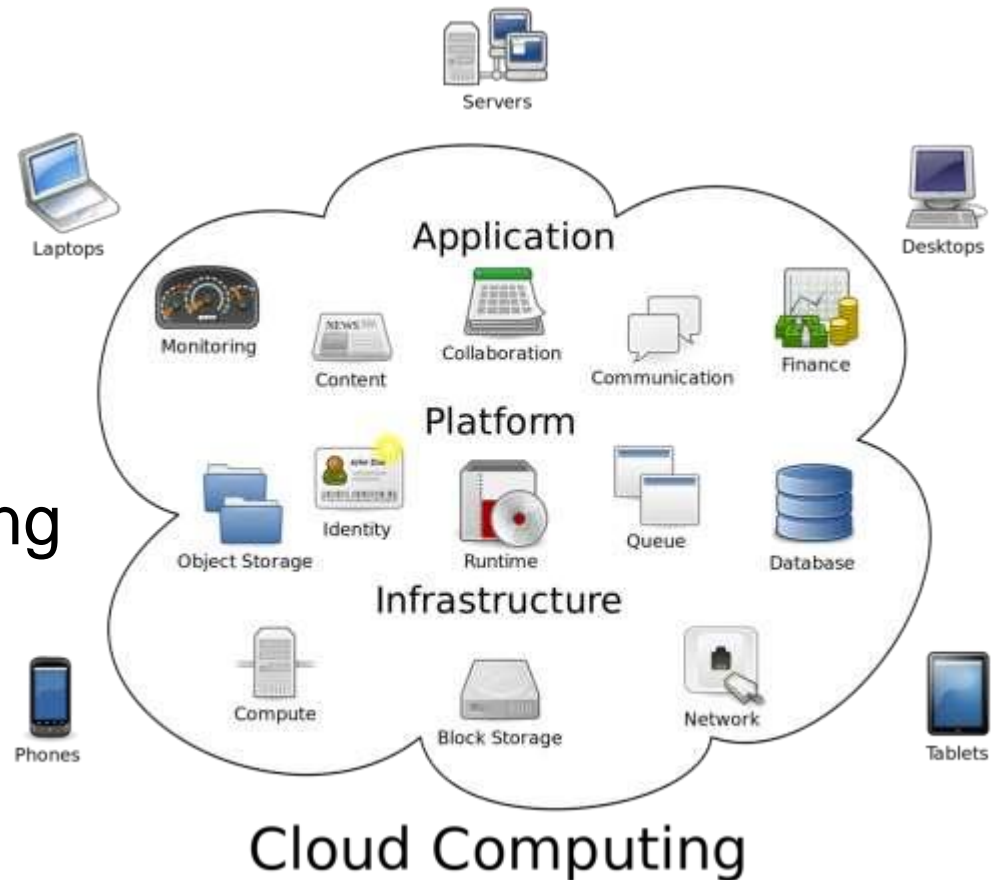 Servers
Laptops
Desktops
Application
Monitoring
Content
Collaboration
Communication
Finance
NEWS
Platform
ng
Object Storage
Identity
Runtime
Queue
Database
Infrastructure
Compute
Block Storage
Network
Phones
Tablets
Cloud Computing